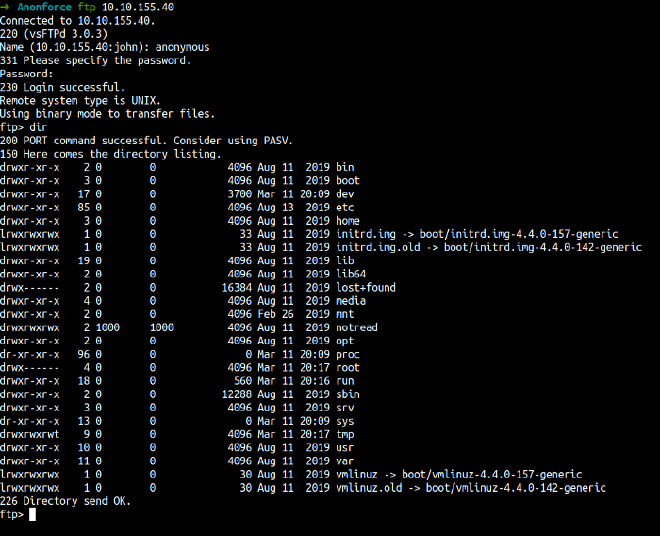 → Anonforce ftp 10.10.155.40
Connected to 10.10.155.40.
220 (vsFTPd 3.0.3)
Name (10.10.155.40:john): anonymous
331 Please specify the password.
Password:
230 Login successful.
Remote system type is UNIX.
Using binary mode to transfer files.
ftp> dir
200 PORT command successful. Consider using PASV.
150 Here comes the directory listing.
drwxr-xr-x    2 0        0            4096 Aug 11  2019 bin
drwxr-xr-x    3 0        0            4096 Aug 11  2019 boot
drwxr-xr-x   17 0        0            3700 Mar 11 20:09 dev
drwxr-xr-x   85 0        0            4096 Aug 13  2019 etc
drwxr-xr-x    3 0        0            4096 Aug 11  2019 home
lrwxrwxrwx    1 0        0              33 Aug 11  2019 initrd.img -> boot/initrd.img-4.4.0-157-generic
lrwxrwxrwx    1 0        0              33 Aug 11  2019 initrd.img.old -> boot/initrd.img-4.4.0-142-generic
drwxr-xr-x   19 0        0            4096 Aug 11  2019 lib
drwxr-xr-x    2 0        0            4096 Aug 11  2019 lib64
drwx------    2 0        0           16384 Aug 11  2019 lost+found
drwxr-xr-x    4 0        0            4096 Aug 11  2019 media
drwxr-xr-x    2 0        0            4096 Feb 26  2019 mnt
drwxrwxrwx    2 1000     1000         4096 Aug 11  2019 notread
drwxr-xr-x    2 0        0            4096 Aug 11  2019 opt
dr-xr-xr-x   96 0        0               0 Mar 11 20:09 proc
drwx------    4 0        0            4096 Mar 11 20:17 root
drwxr-xr-x   18 0        0             560 Mar 11 20:16 run
drwxr-xr-x    2 0        0           12288 Aug 11  2019 sbin
drwxr-xr-x    3 0        0            4096 Aug 11  2019 srv
dr-xr-xr-x   13 0        0               0 Mar 11 20:09 sys
drwxrwxrwt    9 0        0            4096 Mar 11 20:17 tmp
drwxr-xr-x   10 0        0            4096 Aug 11  2019 usr
drwxr-xr-x   11 0        0            4096 Aug 11  2019 var
lrwxrwxrwx    1 0        0              30 Aug 11  2019 vmlinuz -> boot/vmlinuz-4.4.0-157-generic
lrwxrwxrwx    1 0        0              30 Aug 11  2019 vmlinuz.old -> boot/vmlinuz-4.4.0-142-generic
226 Directory send OK.
ftp>